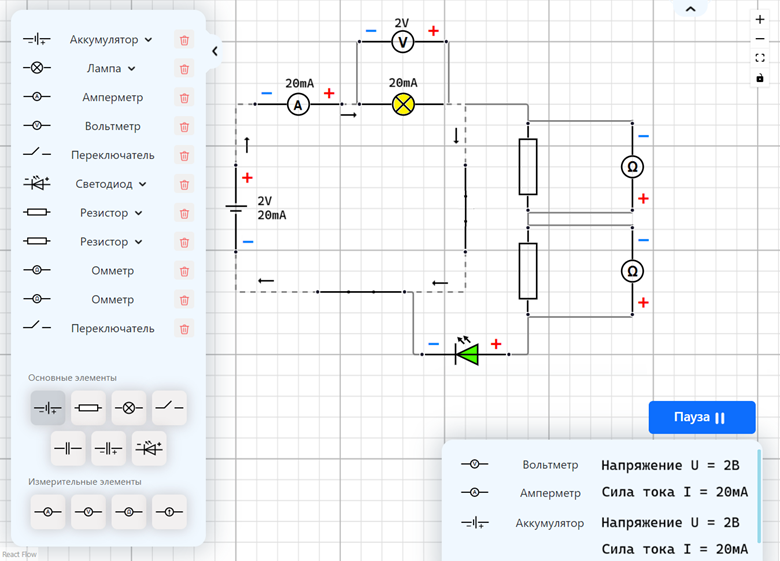 Аккумулятор
Лампа
Амперметр
Вольтметр
Переключатель
Светодиод
Резистор
Резистор
Омметр
Омметр
Переключатель
Основные элементы
Измерительные элементы
React Flow
2V
V
20mA
20mA
A
2V
20mA
Ω
Ω
Пауза
Вольтметр Напряжение U = 2В
Амперметр Сила тока I = 20мА
Аккумулятор Напряжение U = 2В
Сила тока I = 20мА